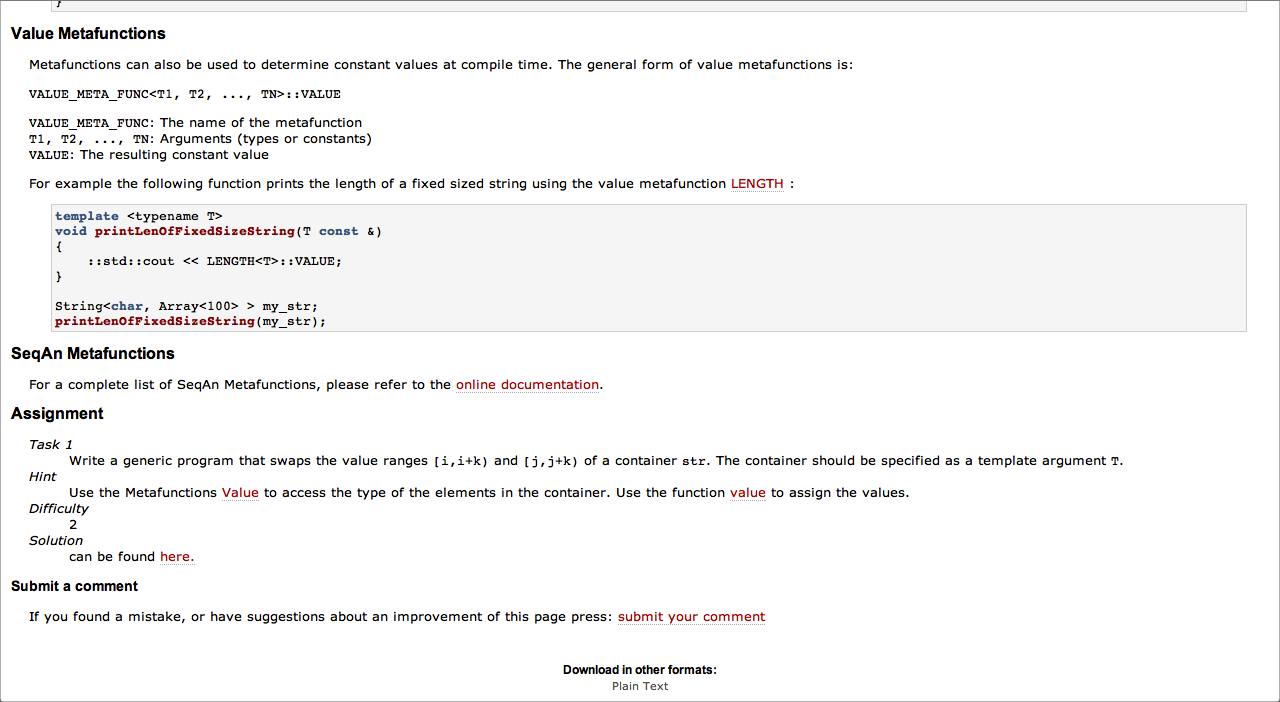 }
Value Metafunctions
Metafunctions can also be used to determine constant values at compile time. The general form of value metafunctions is:
VALUE_META_FUNC<T1, T2, ..., TN>::VALUE
VALUE_META_FUNC: The name of the metafunction
T1, T2, ..., TN: Arguments (types or constants)
VALUE: The resulting constant value
For example the following function prints the length of a fixed sized string using the value metafunction LENGTH :
template <typename T>
void printLenOfFixedSizeString(T const &)
{
    ::std::cout << LENGTH<T>::VALUE;
}
String<char, Array<100> > my_str;
printLenOfFixedSizeString(my_str);
SeqAn Metafunctions
For a complete list of SeqAn Metafunctions, please refer to the online documentation.
Assignment
Task 1
Write a generic program that swaps the value ranges [i,i+k) and [j,j+k) of a container str. The container should be specified as a template argument T.
Hint
Use the Metafunctions Value to access the type of the elements in the container. Use the function value to assign the values.
Difficulty
2
Solution
can be found here.
Submit a comment
If you found a mistake, or have suggestions about an improvement of this page press: submit your comment
Download in other formats:
Plain Text